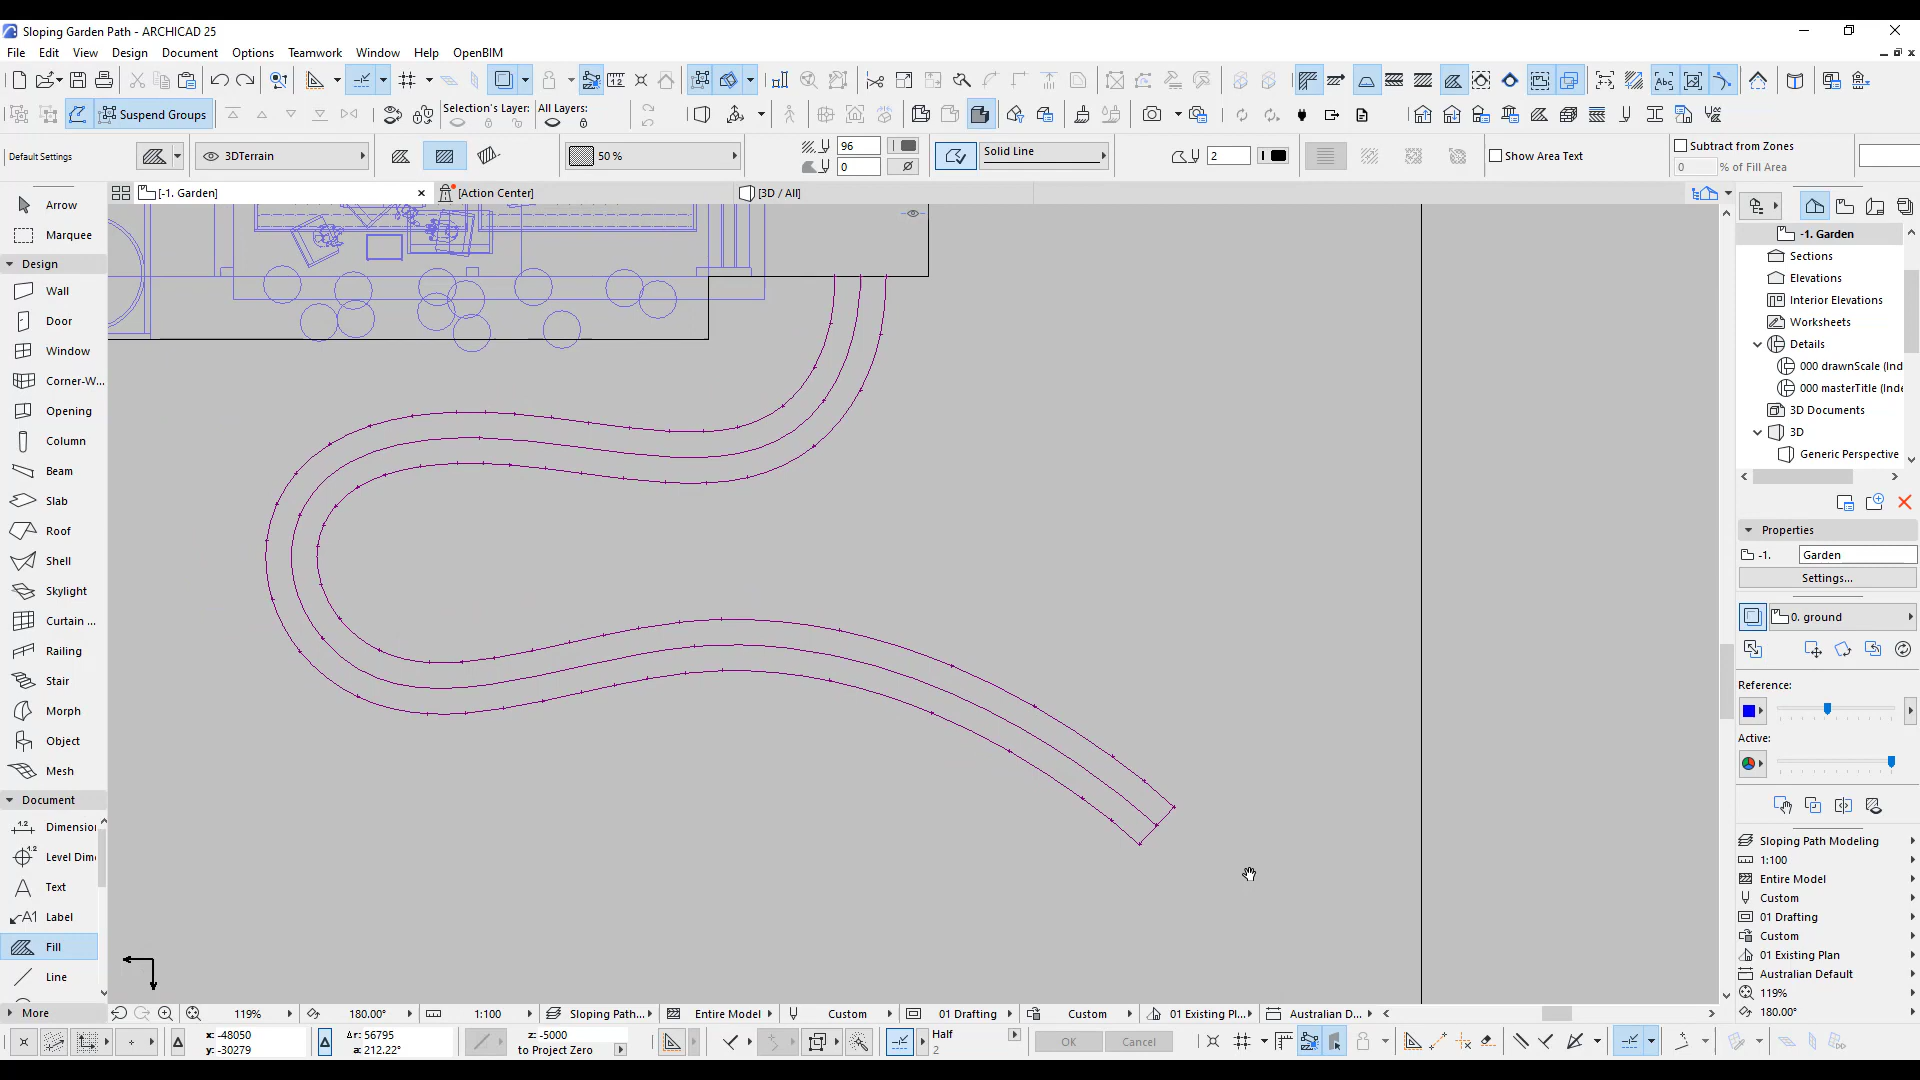 Sloping Garden Path - ARCHICAD 25
File Edit View Design Document Options Teamwork Window Help OpenBIM
Suspend Groups
Selection's Layer:
All Layers:
Default Settings
3DTerrain
50 %
96
0
Solid Line
2
Show Area Text
Subtract from Zones
0
% of Fill Area
[-1. Garden]
[Action Center]
[3D / All]
Arrow
Marquee
Design
Wall
Door
Window
Corner-W...
Opening
Column
Beam
Slab
Roof
Shell
Skylight
Curtain ...
Railing
Stair
Morph
Object
Mesh
Document
Dimension
Level Dim
Text
Label
Fill
Line
More
-1. Garden
Sections
Elevations
Interior Elevations
Worksheets
Details
000 drawnScale (Ind
000 masterTitle (Inde
3D Documents
3D
Generic Perspective
Properties
-1.
Garden
Settings...
0. ground
Reference:
Active:
Sloping Path Modeling
1:100
Entire Model
Custom
01 Drafting
Custom
01 Existing Plan
Australian Default
119%
180.00°
119%
180.00°
1:100
Sloping Path...
Entire Model
Custom
01 Drafting
Custom
01 Existing Pl...
Australian D...
x: -48050
y: -30279
Δr: 56795
a: 212.22°
z: -5000
to Project Zero
Half
2
OK
Cancel